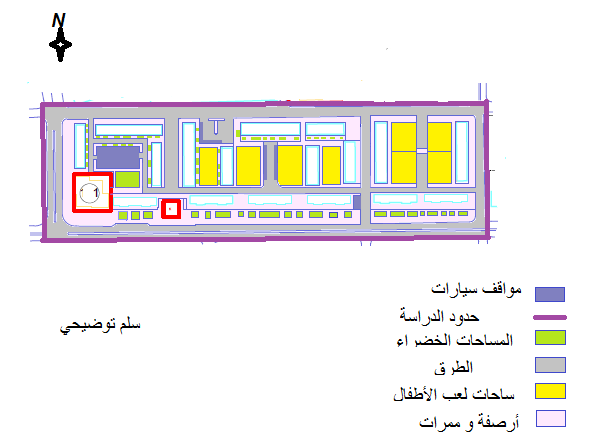 N
1
مواقف سيارات
حدود الدراسة
المساحات الخضراء
الطرق
ساحات لعب الأطفال
أرصفة و ممرات
سلم توضيحي